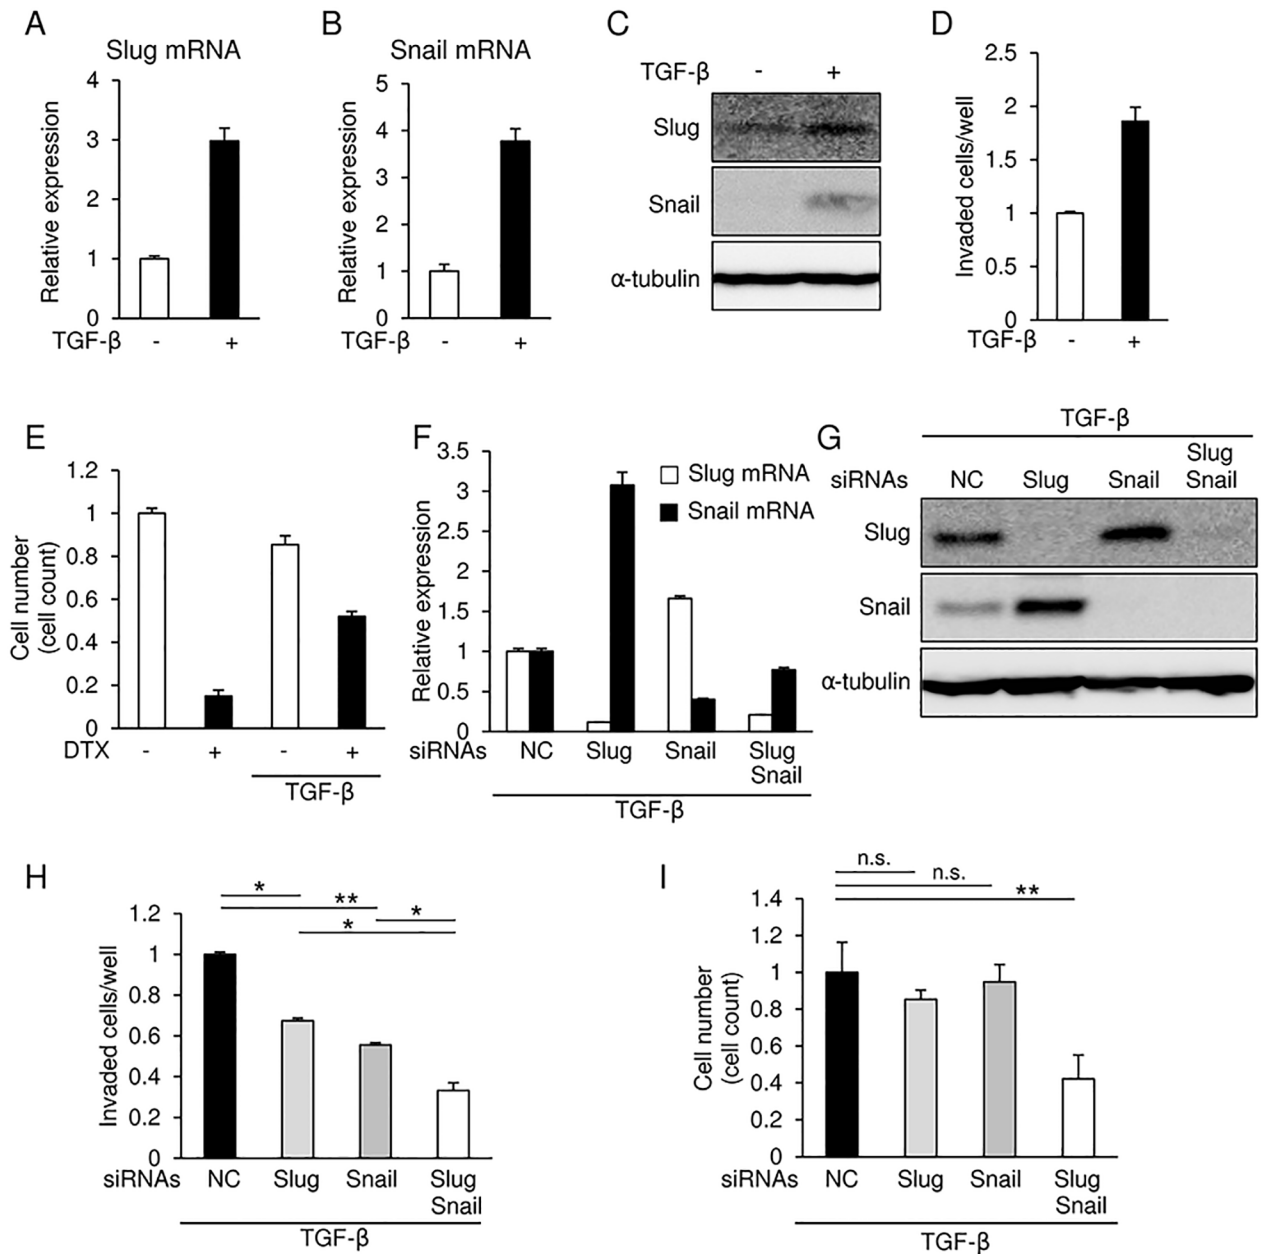 A
Slug mRNA
Relative expression
4
3
2
1
0
TGF-β - +
B
Snail mRNA
Relative expression
5
4
3
2
1
0
TGF-β - +
C
TGF-β - +
Slug
Snail
α-tubulin
D
Invaded cells/well
2.5
2
1.5
1
0.5
0
TGF-β - +
E
Cell number
(cell count)
1.2
1
0.8
0.6
0.4
0.2
0
DTX - + - +
TGF-β
F
Relative expression
3.5
3
2.5
2
1.5
1
0.5
0
Slug mRNA
Snail mRNA
siRNAs NC Slug Snail Slug
Snail
TGF-β
G
TGF-β
Slug
siRNAs NC Slug Snail Snail
Slug
Snail
α-tubulin
H
*
**
*
*
Invaded cells/well
1.2
1
0.8
0.6
0.4
0.2
0
siRNAs NC Slug Snail Slug
Snail
TGF-β
I
n.s.
n.s.
**
Cell number
(cell count)
1.4
1.2
1
0.8
0.6
0.4
0.2
0
siRNAs NC Slug Snail Slug
Snail
TGF-β